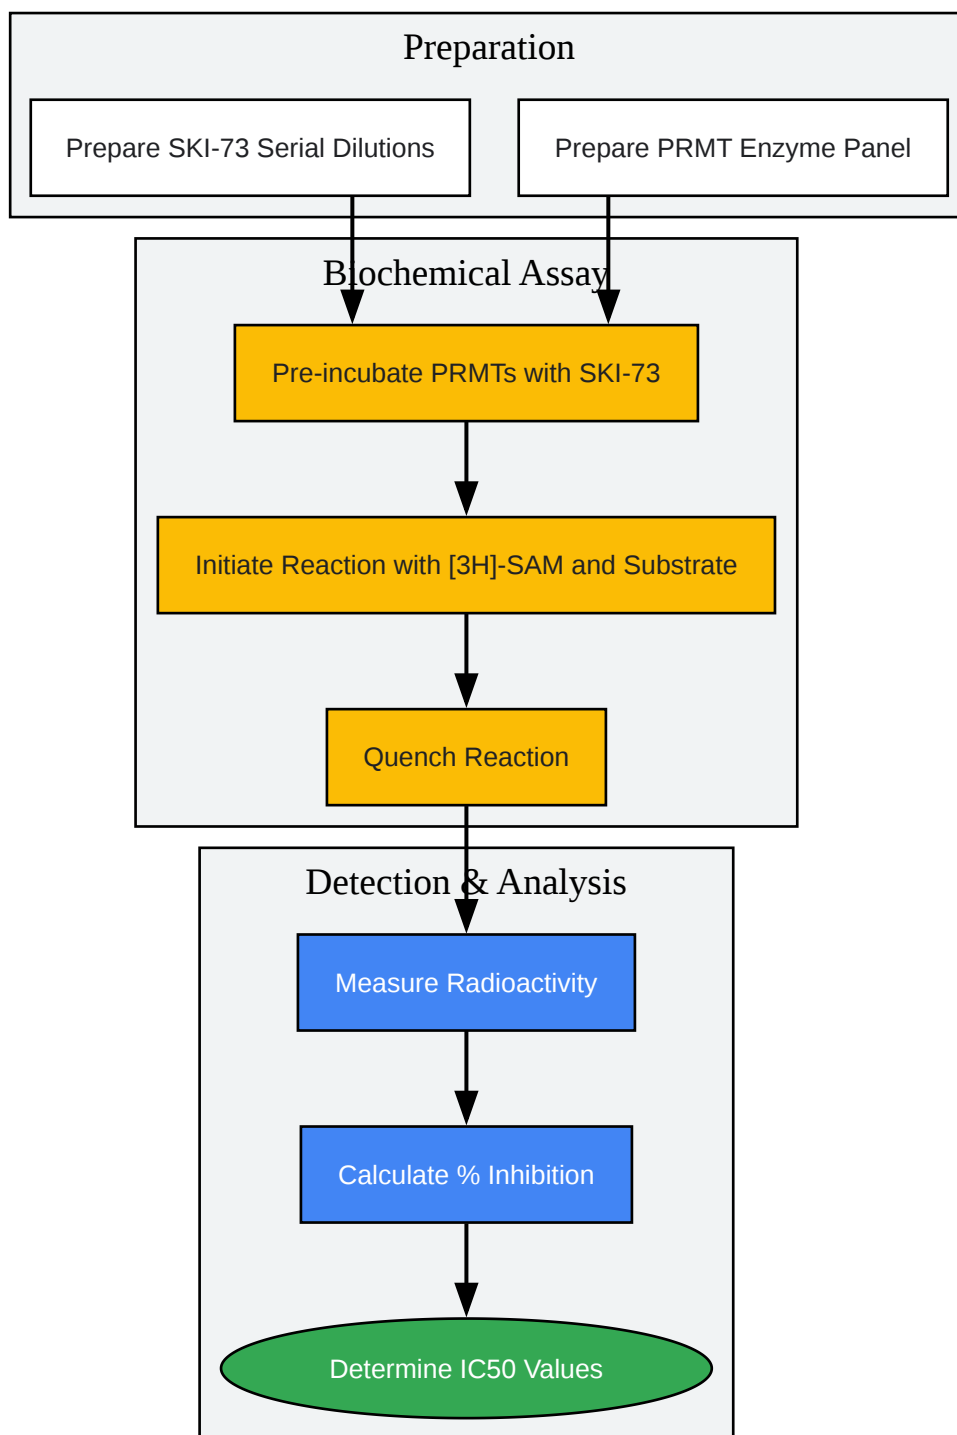 Preparation
Prepare SKI-73 Serial Dilutions
Prepare PRMT Enzyme Panel
Biochemical Assay
Pre-incubate PRMTs with SKI-73
Initiate Reaction with [3H]-SAM and Substrate
Quench Reaction
Detection & Analysis
Measure Radioactivity
Calculate % Inhibition
Determine IC50 Values